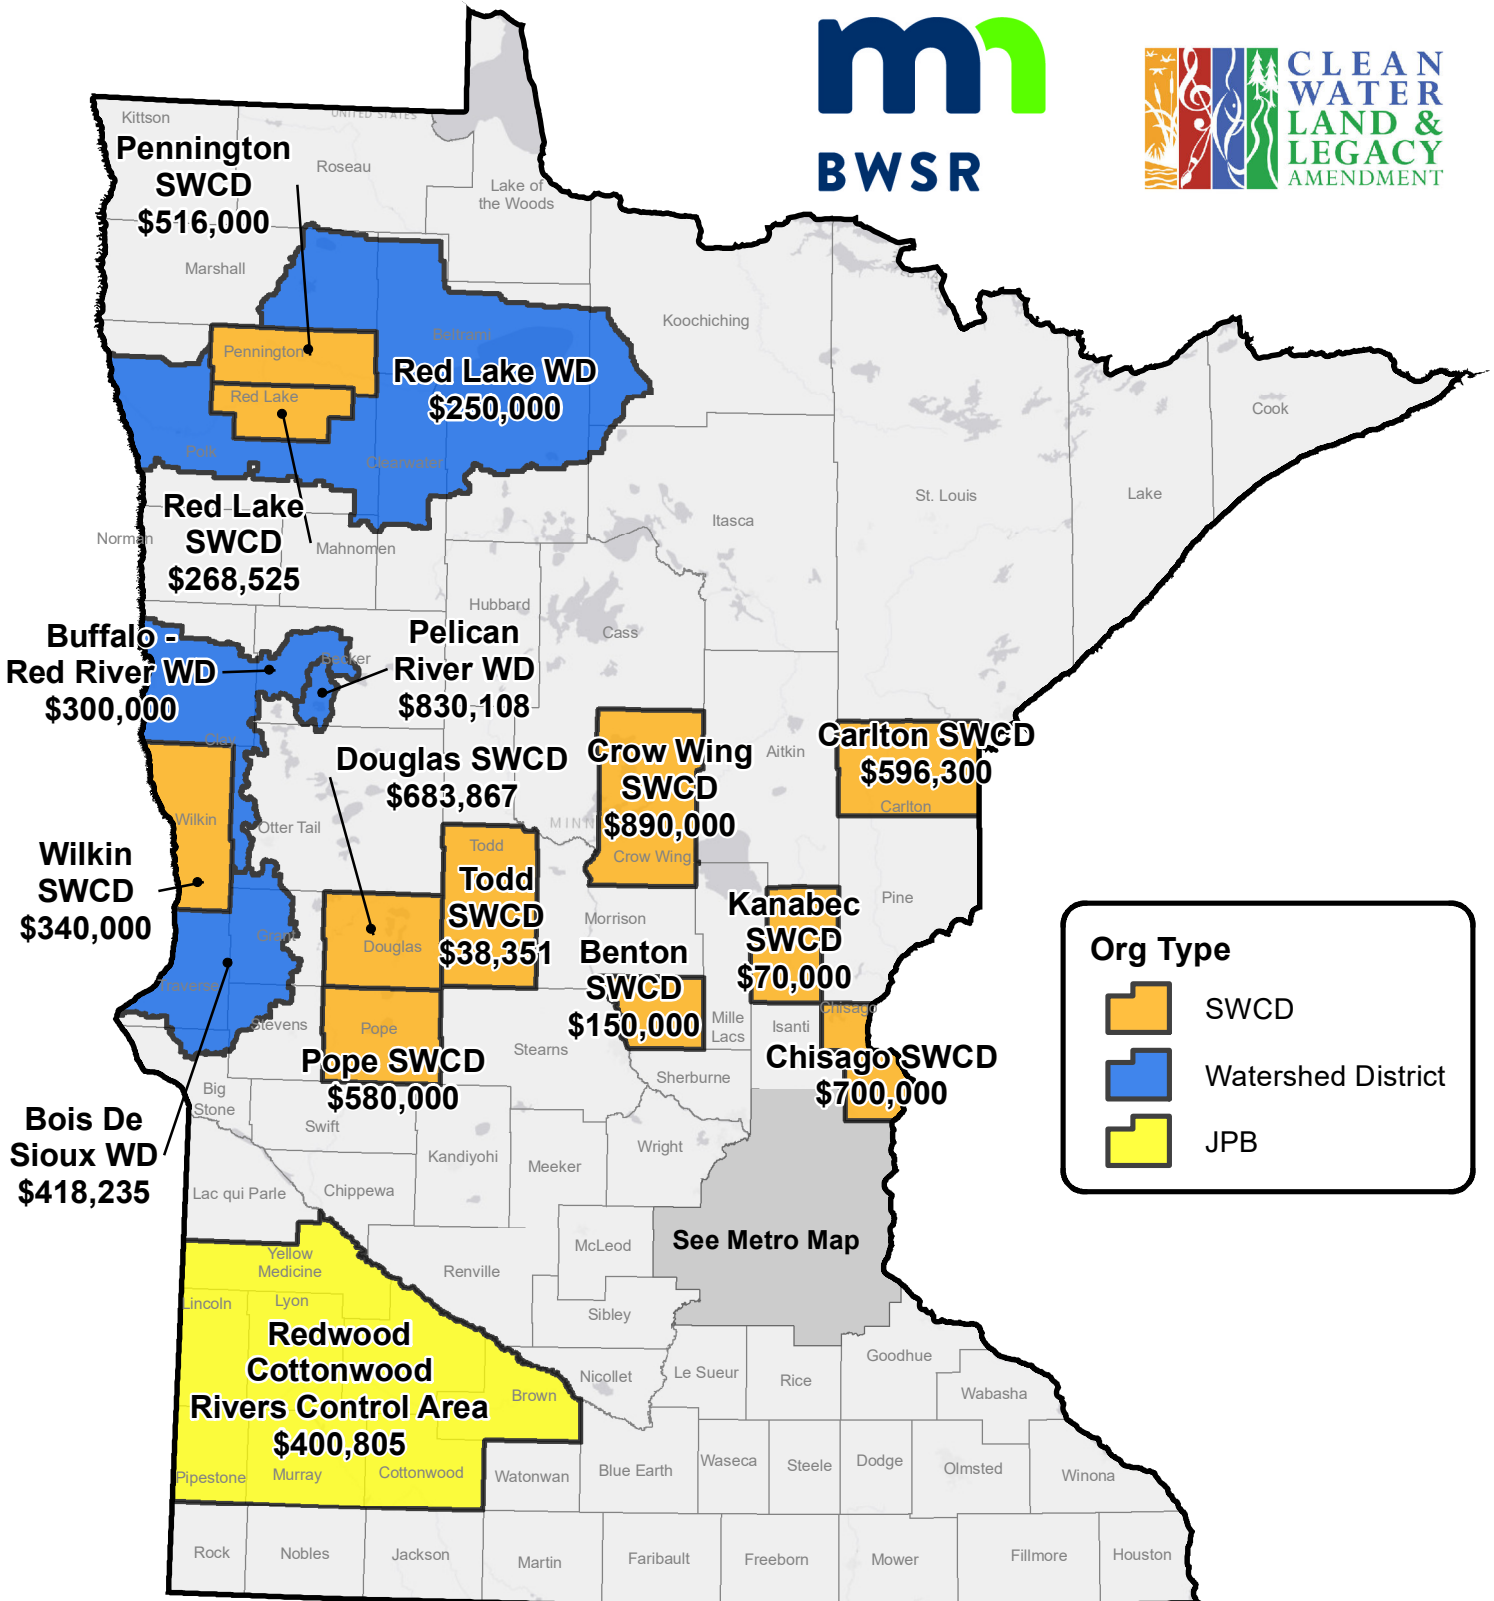 BWSR
CLEAN
WATER
LAND &
LEGACY
AMENDMENT
Kittson
UNITED STATES
Roseau
Lake of
the Woods
Pennington
SWCD
$516,000
Marshall
Koochiching
Beltrami
Pennington
Red Lake WD
$250,000
Red Lake
Polk
Clearwater
Cook
Lake
St. Louis
Itasca
Red Lake
SWCD
$268,525
Norman
Mahnomen
Hubbard
Cass
Buffalo -
Red River WD
$300,000
Becker
Pelican
River WD
$830,108
Clay
Douglas SWCD
$683,867
Crow Wing
SWCD
$890,000
Crow Wing
Aitkin
Carlton SWCD
$596,300
Carlton
Wilkin
Otter Tail
MINN
Wilkin
SWCD
$340,000
Todd
Todd
SWCD
$38,351
Morrison
Pine
Kanabec
SWCD
$70,000
Benton
SWCD
$150,000
Grant
Douglas
Traverse
Stevens
Pope
Pope SWCD
$580,000
Stearns
Mille
Lacs
Isanti
Chisago
Chisago SWCD
$700,000
Sherburne
Big
Stone
Swift
Bois De
Sioux WD
$418,235
Kandiyohi
Meeker
Wright
Lac qui Parle
Chippewa
Org Type
SWCD
Watershed District
JPB
See Metro Map
McLeod
Yellow
Medicine
Renville
Lincoln
Lyon
Sibley
Redwood
Cottonwood
Rivers Control Area
$400,805
Brown
Nicollet
Le Sueur
Rice
Goodhue
Wabasha
Pipestone
Murray
Cottonwood
Watonwan
Blue Earth
Waseca
Steele
Dodge
Olmsted
Winona
Rock
Nobles
Jackson
Martin
Faribault
Freeborn
Mower
Fillmore
Houston